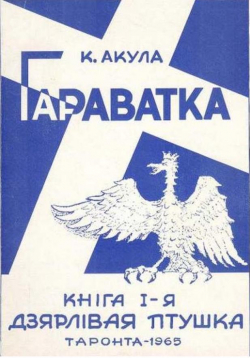 К. АКУЛА
ГАРАВАТКА
КНІГА І-Я
ДЗЯРЛІВАЯ ПТУШКА
ТАРОНТА-1965